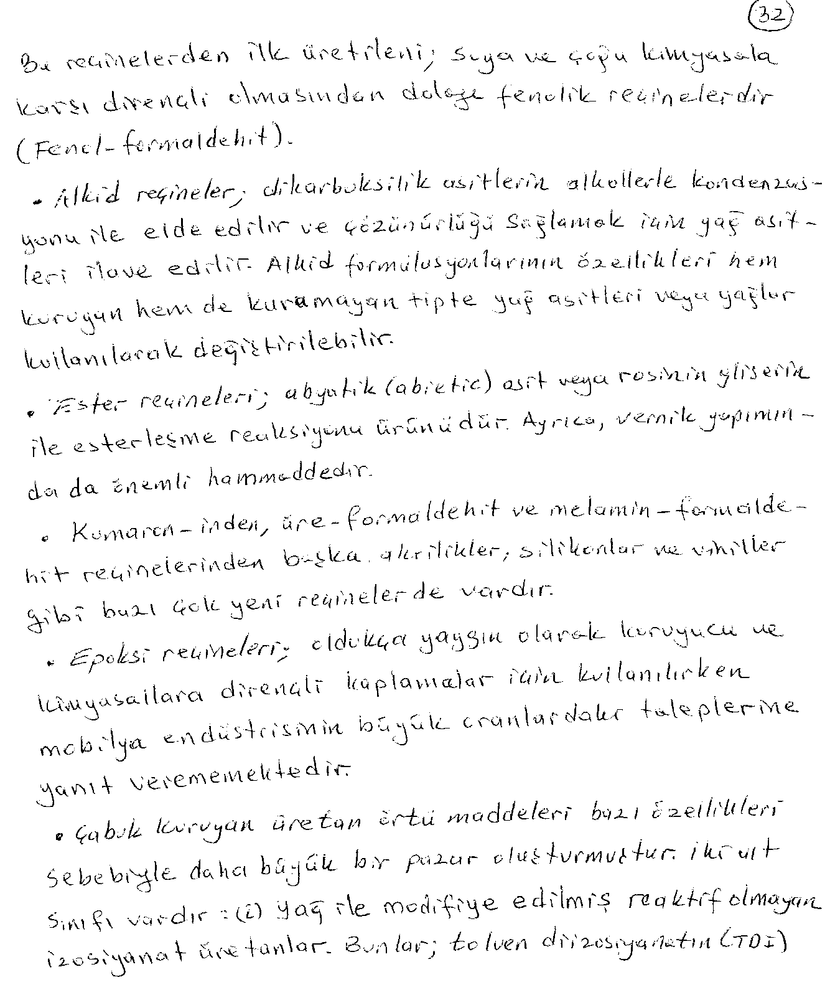 32
Bu reçinelerden ilk üretileni; suya ve çoğu kimyasala
karşı dirençli olmasından dolayı fenolik reçinelerdir
(Fenol-formaldehit).
• Alkid reçineler; dikarboksilik asitlerin alkollerle kondenzas-
yonu ile elde edilir ve çözünürlüğü sağlamak için yağ asit-
leri ilave edilir. Alkid formülasyonlarının özellikleri hem
kuruyan hem de kurumayan tipte yağ asitleri veya yağlar
kullanılarak değiştirilebilir.
• Ester reçineleri; abyatik (abietic) asit veya rosinin gliserin
ile esterleşme reaksiyonu ürünüdür. Ayrıca, vernik yapımın-
da da önemli hammaddedir.
• Kumaron-inden, üre-formaldehit ve melamin-formalde-
hit reçinelerinden başka akrilikler, silikonlar ve viniller
gibi bazı çok yeni reçineler de vardır.
• Epoksi reçineleri; oldukça yaygın olarak koruyucu ve
kimyasallara dirençli kaplamalar için kullanılırken
mobilya endüstrisinin büyük oranlardaki taleplerine
yanıt verememektedir.
• Çabuk kuruyan üretan örtü maddeleri bazı özellikleri
sebebiyle daha büyük bir pazar oluşturmuştur. iki alt
sınıfı vardır: (i) Yağ ile modifiye edilmiş reaktif olmayan
izosiyanat üretanlar. Bunlar; toluen diizosiyanatın (TDI)